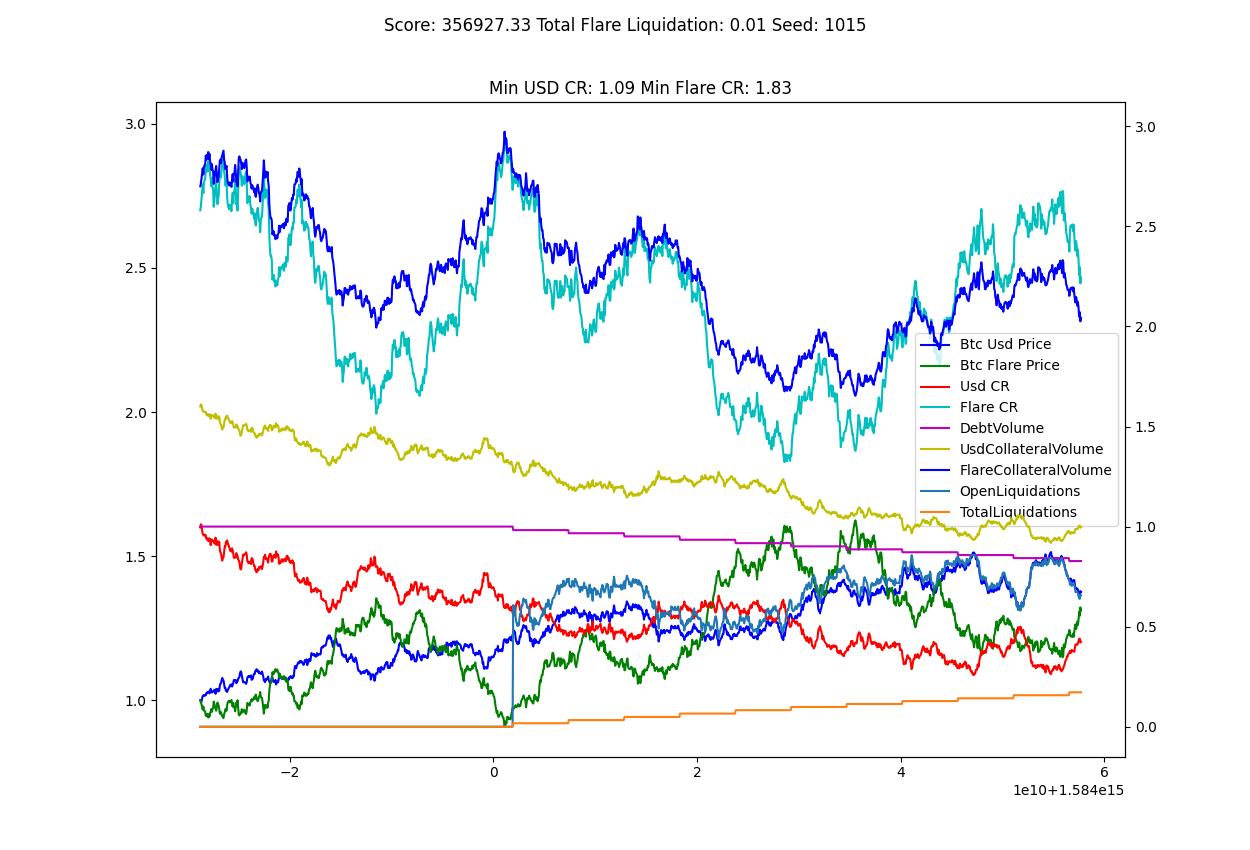 Score: 356927.33 Total Flare Liquidation: 0.01 Seed: 1015
Min USD CR: 1.09 Min Flare CR: 1.83
3.0
2.5
2.0
1.5
1.0
3.0
2.5
2.0
1.5
1.0
0.5
0.0
Btc Usd Price
Btc Flare Price
Usd CR
Flare CR
DebtVolume
UsdCollateralVolume
FlareCollateralVolume
OpenLiquidations
TotalLiquidations
−2 0 2 4 6
1e10+1.584e15